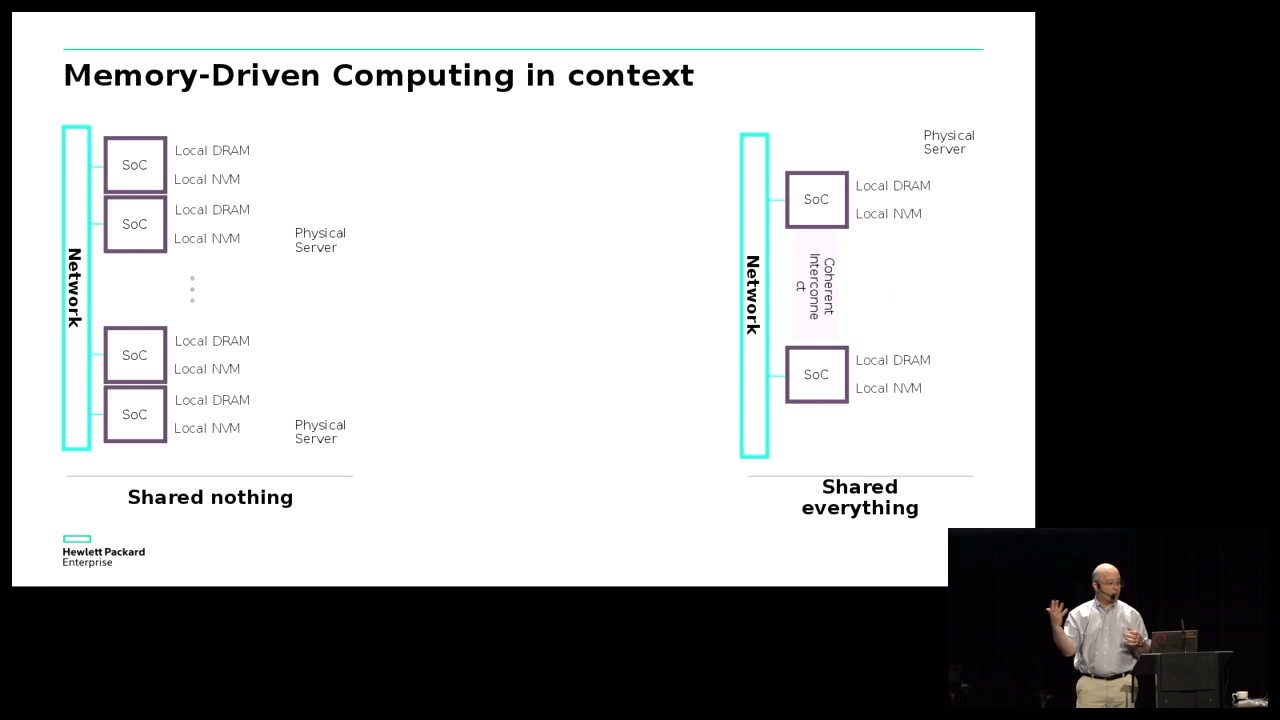 Memory-Driven Computing in context
Network
SoC
Local DRAM
Local NVM
SoC
Local DRAM
Local NVM
Physical
Server
SoC
Local DRAM
Local NVM
SoC
Local DRAM
Local NVM
Physical
Server
Shared nothing
Network
Physical
Server
SoC
Local DRAM
Local NVM
Coherent
Interconne
ct
SoC
Local DRAM
Local NVM
Shared
everything
Hewlett Packard
Enterprise